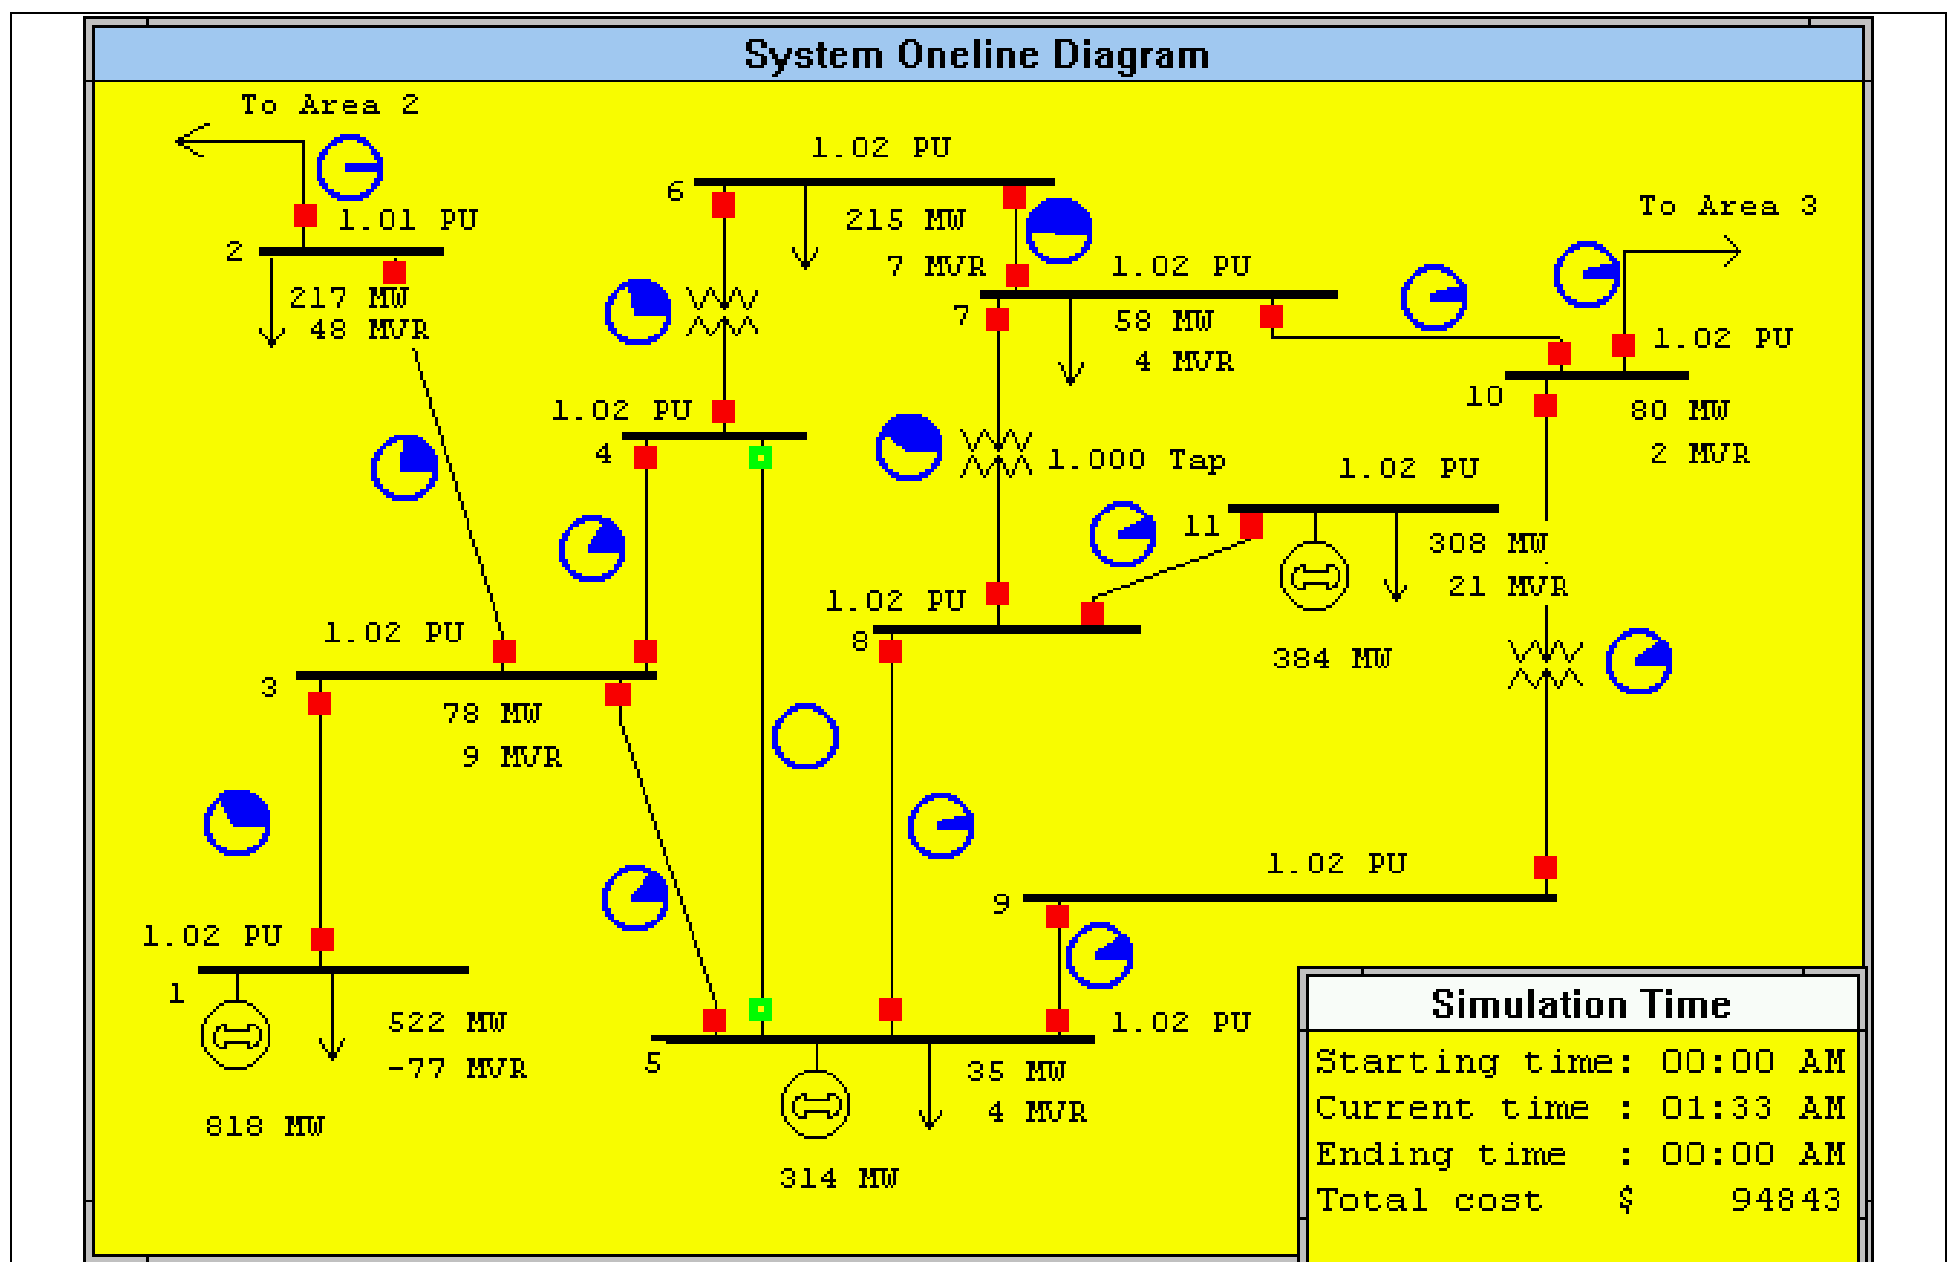 System Oneline Diagram
To Area 2
1.02 PU
6
To Area 3
1.01 PU
215 MW
2
7 MVR
1.02 PU
217 MW
48 MVR
7
58 MW
4 MVR
1.02 PU
10
80 MW
2 MVR
1.02 PU
4
1.000 Tap
1.02 PU
11
308 MW
21 MVR
1.02 PU
8
384 MW
1.02 PU
3
78 MW
9 MVR
1.02 PU
9
1.02 PU
1
522 MW
-77 MVR
818 MW
1.02 PU
5
35 MW
4 MVR
314 MW
Simulation Time
Starting time: 00:00 AM
Current time : 01:33 AM
Ending time : 00:00 AM
Total cost $ 94843